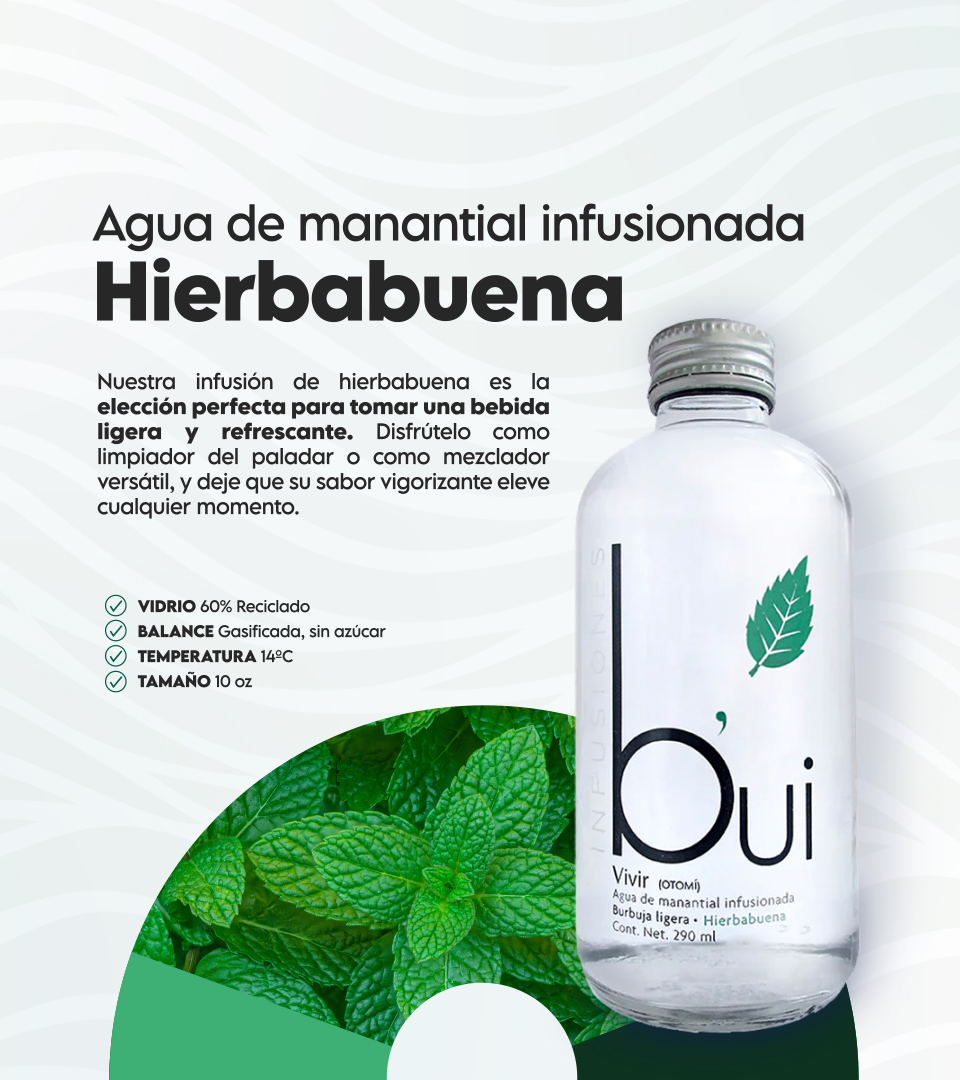 Agua de manantial infusionada
Hierbabuena
Nuestra infusión de hierbabuena es la
elección perfecta para tomar una bebida
ligera y refrescante. Disfrútelo como
limpiador del paladar o como mezclador
versátil, y deje que su sabor vigorizante eleve
cualquier momento.
VIDRIO 60% Reciclado
BALANCE Gasificada, sin azúcar
TEMPERATURA 14ºC
TAMAÑO 10 oz
INFUSIONES
b'ui
Vivir (OTOMÍ)
Agua de manantial infusionada
Burbuja ligera • Hierbabuena
Cont. Net. 290 ml